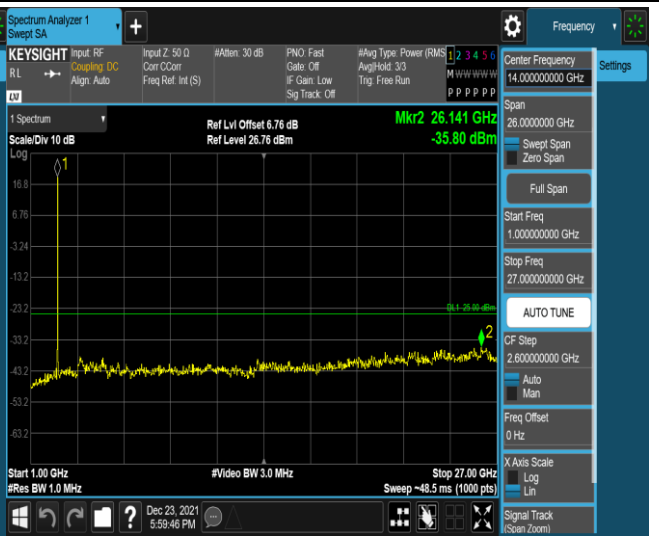 Spectrum Analyzer 1
Swept SA
+
Frequency
KEYSIGHT
RL
LXI
Input: RF
Coupling: DC
Align: Auto
Input Z: 50 Ω
Corr CCorr
Freq Ref: Int (S)
#Atten: 30 dB
PNO: Fast
Gate: Off
IF Gain: Low
Sig Track: Off
#Avg Type: Power (RMS
Avg|Hold: 3/3
Trig: Free Run
1 2 3 4 5 6
M W W W W W
P P P P P P
1 Spectrum
Scale/Div 10 dB
Ref Lvl Offset 6.76 dB
Ref Level 26.76 dBm
Mkr2 26.141 GHz
-35.80 dBm
Log
1
16.8
6.76
-3.24
-13.2
-23.2
DL1 -25.00 dBm
-33.2
2
-43.2
-53.2
-63.2
Start 1.00 GHz
#Res BW 1.0 MHz
#Video BW 3.0 MHz
Stop 27.00 GHz
Sweep ~48.5 ms (1000 pts)
Center Frequency
14.000000000 GHz
Settings
Span
26.0000000 GHz
Swept Span
Zero Span
Full Span
Start Freq
1.000000000 GHz
Stop Freq
27.000000000 GHz
AUTO TUNE
CF Step
2.600000000 GHz
Auto
Man
Freq Offset
0 Hz
X Axis Scale
Log
Lin
Signal Track
(Span Zoom)
?
Dec 23, 2021
5:59:46 PM